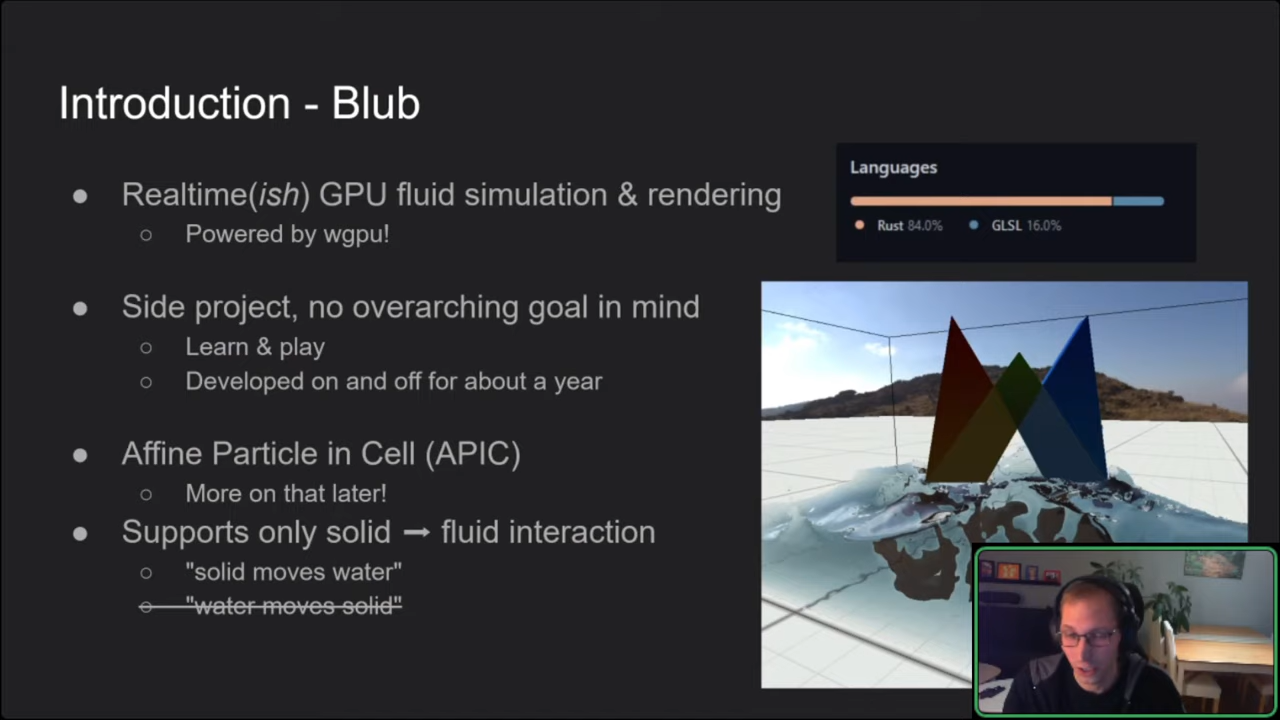 Introduction - Blub
● Realtime(ish) GPU fluid simulation & rendering
○ Powered by wgpu!
● Side project, no overarching goal in mind
○ Learn & play
○ Developed on and off for about a year
● Affine Particle in Cell (APIC)
○ More on that later!
● Supports only solid ➞ fluid interaction
○ "solid moves water"
○ "water moves solid"
Languages
Rust 84.0% GLSL 16.0%